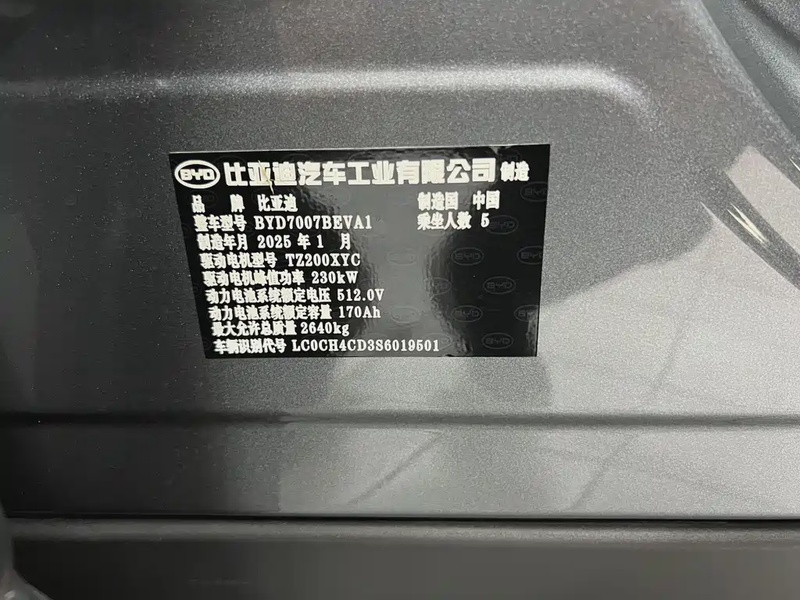 BYD 比亚迪汽车工业有限公司 制造
品 牌 比亚迪 制造国 中国
整车型号 BYD7007BEVA1 乘坐人数 5
制造年月 2025 年 1 月
驱动电机型号 TZ200XYC
驱动电机峰值功率 230kW
动力电池系统额定电压 512.0V
动力电池系统额定容量 170Ah
最大允许总质量 2640kg
车辆识别代号 LC0CH4CD3S6019501